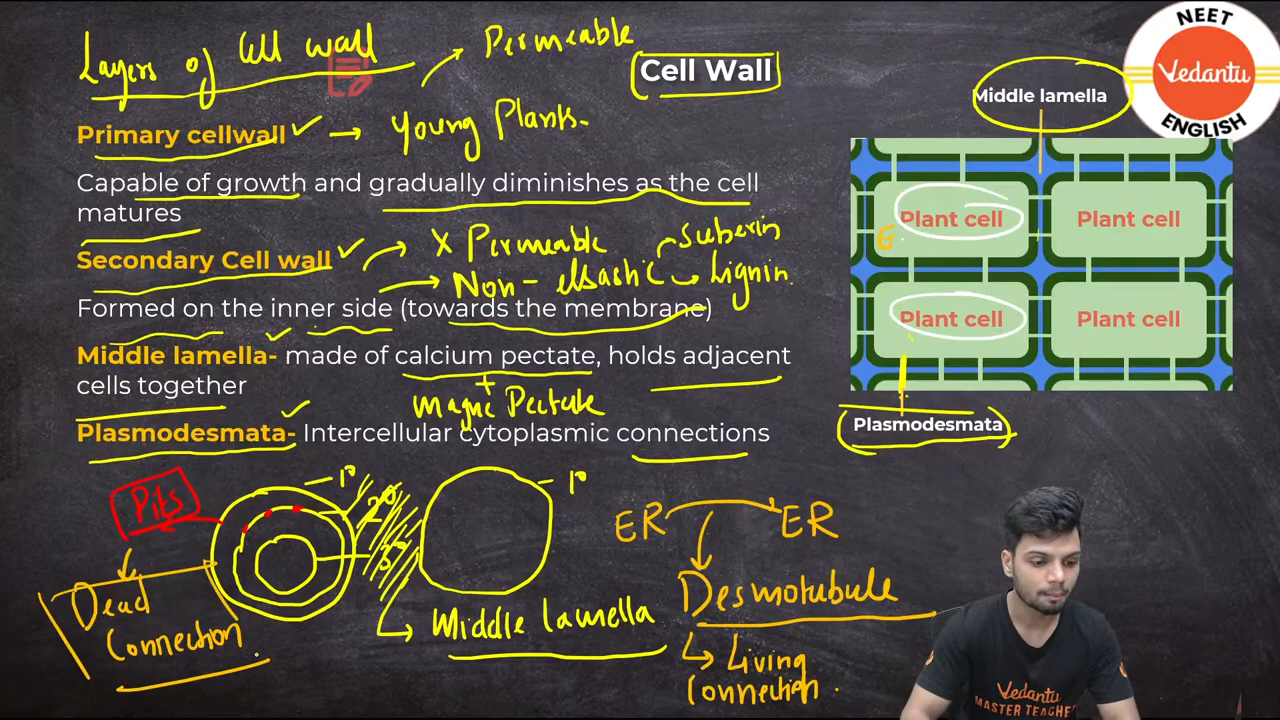 Layers of Cell wall
Permeable
Cell Wall
Primary cellwall
Young Plants.
Capable of growth and gradually diminishes as the cell
matures
Secondary Cell wall
X Permeable
Suberin
Non-elsastic
Lignin.
Formed on the inner side (towards the membrane)
Middle lamella- made of calcium pectate, holds adjacent
cells together
+
Magne Pectate
Plasmodesmata- Intercellular cytoplasmic connections
Pits
1°
2°
3°
1°
Dead
Connection
Middle lamella
ER
ER
Desmotubule
Living
Connection.
Middle lamella
Plant cell
Plant cell
Plant cell
Plant cell
Plasmodesmata
NEET
Vedantu
ENGLISH
Vedantu
MASTER TEACHER